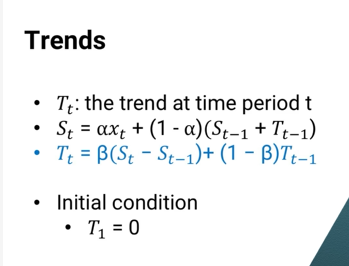 Trends
• Tₜ: the trend at time period t
• Sₜ = αxₜ + (1 - α)(Sₜ₋₁ + Tₜ₋₁)
• Tₜ = β(Sₜ − Sₜ₋₁)+ (1 − β)Tₜ₋₁
• Initial condition
• T₁ = 0